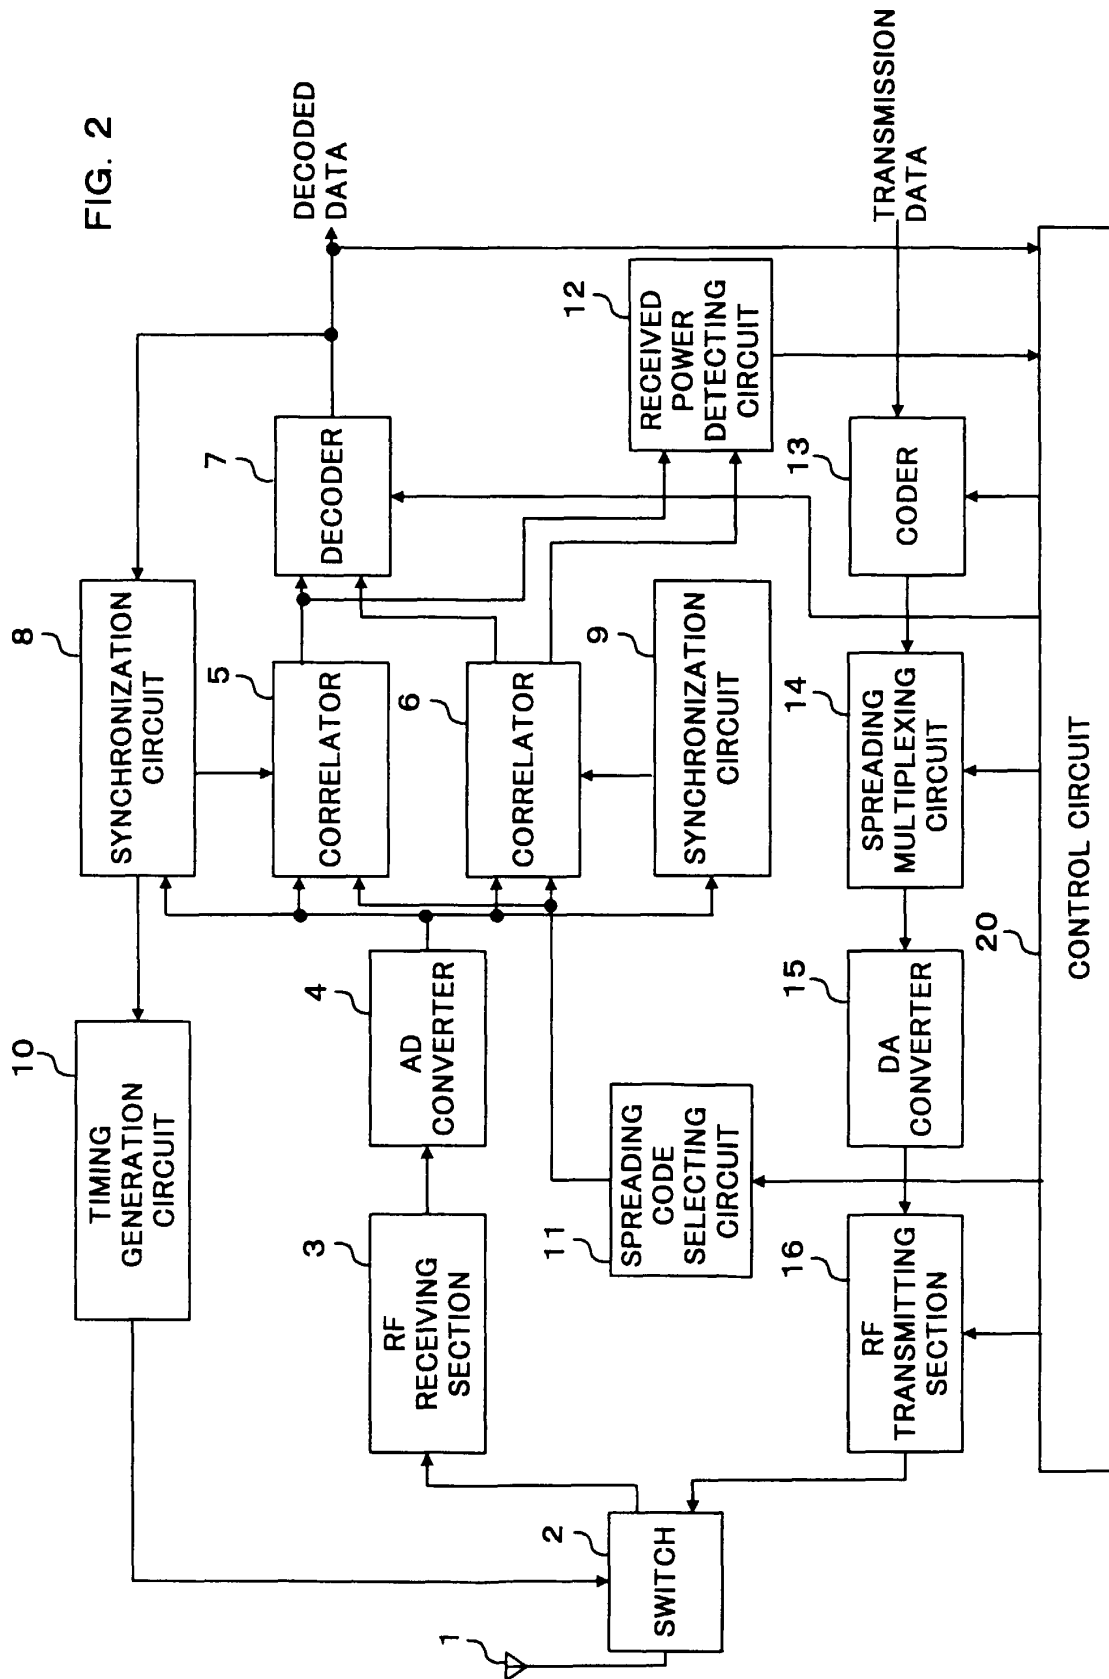 FIG. 2
10
TIMING
GENERATION
CIRCUIT
8
SYNCHRONIZATION
CIRCUIT
DECODED
DATA
5
CORRELATOR
7
DECODER
1
2
SWITCH
3
RF
RECEIVING
SECTION
4
AD
CONVERTER
6
CORRELATOR
12
RECEIVED
POWER
DETECTING
CIRCUIT
11
SPREADING
CODE
SELECTING
CIRCUIT
9
SYNCHRONIZATION
CIRCUIT
TRANSMISSION
DATA
16
RF
TRANSMITTING
SECTION
15
DA
CONVERTER
14
SPREADING
MULTIPLEXING
CIRCUIT
13
CODER
20
CONTROL CIRCUIT